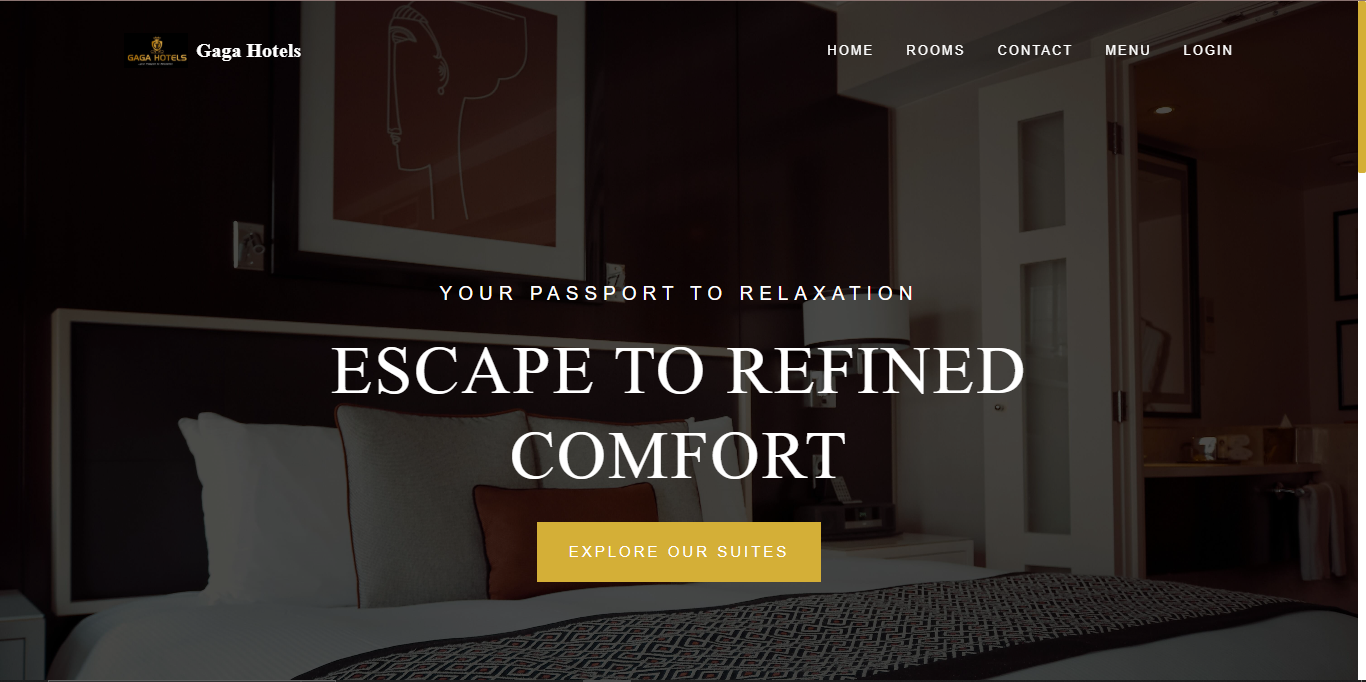 GAGA HOTELS
Gaga Hotels
HOME ROOMS CONTACT MENU LOGIN
YOUR PASSPORT TO RELAXATION
ESCAPE TO REFINED
COMFORT
EXPLORE OUR SUITES